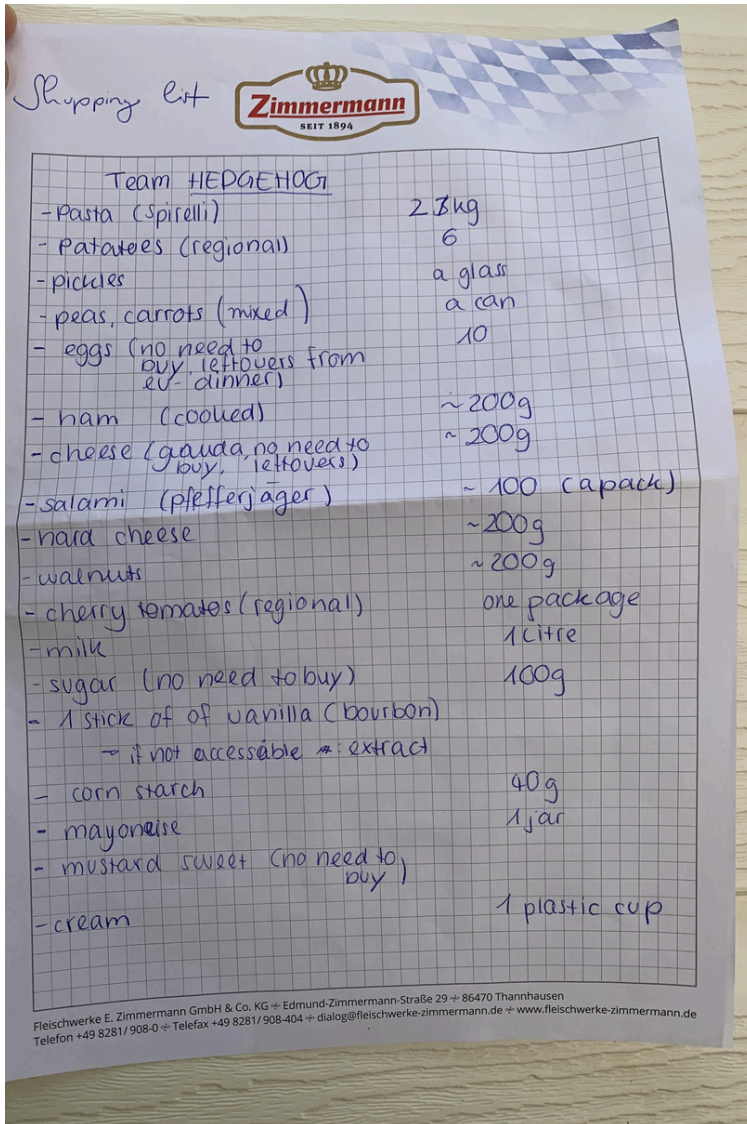 Shopping list
Zimmermann
SEIT 1894
Team HEDGEHOG
- Pasta (Spirelli) 2 kg
- Patatoes (regional) 6
- pickles a glass
- peas, carrots (mixed) a can
- eggs (no need to 10
buy, leftovers from
ev- dinner)
- ham (cooked) ~200g
- cheese (gauda, no need to ~200g
buy, leftovers)
- salami (pfefferjäger) ~ 100 (a pack)
- hard cheese ~200g
- walnuts ~200g
- cherry tomatos (regional) one package
- milk 1 Litre
- sugar (no need to buy) 100g
- 1 stick of of vanilla (bourbon)
- if not accessable : extract
- corn starch 40g
- mayonaise 1 jar
- mustard sweet (no need to
buy)
- cream 1 plastic cup
Fleischwerke E. Zimmermann GmbH & Co. KG ÷ Edmund-Zimmermann-Straße 29 ÷ 86470 Thannhausen
Telefon +49 8281/ 908-0 ÷ Telefax +49 8281/ 908-404 ÷ dialog@fleischwerke-zimmermann.de ÷ www.fleischwerke-zimmermann.de